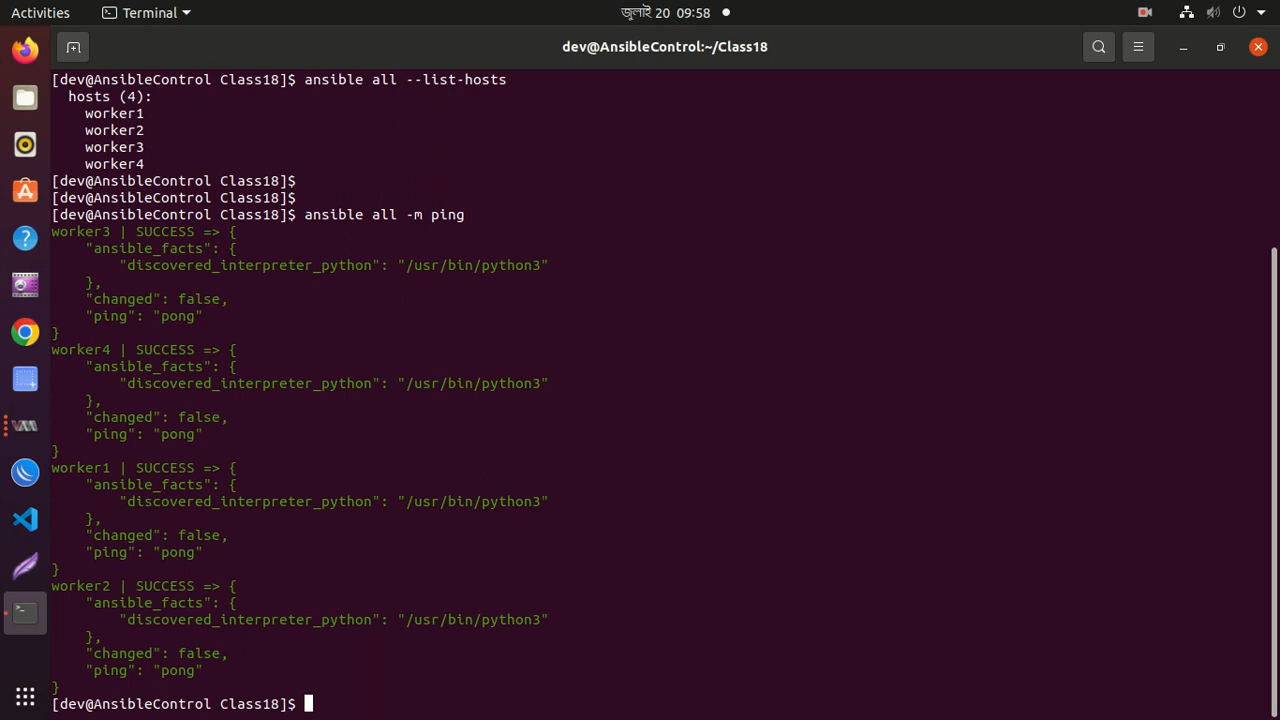 Activities
Terminal
জুলাই 20 09:58
dev@AnsibleControl:~/Class18
[dev@AnsibleControl Class18]$ ansible all --list-hosts
  hosts (4):
    worker1
    worker2
    worker3
    worker4
[dev@AnsibleControl Class18]$
[dev@AnsibleControl Class18]$
[dev@AnsibleControl Class18]$ ansible all -m ping
worker3 | SUCCESS => {
    "ansible_facts": {
        "discovered_interpreter_python": "/usr/bin/python3"
    },
    "changed": false,
    "ping": "pong"
}
worker4 | SUCCESS => {
    "ansible_facts": {
        "discovered_interpreter_python": "/usr/bin/python3"
    },
    "changed": false,
    "ping": "pong"
}
worker1 | SUCCESS => {
    "ansible_facts": {
        "discovered_interpreter_python": "/usr/bin/python3"
    },
    "changed": false,
    "ping": "pong"
}
worker2 | SUCCESS => {
    "ansible_facts": {
        "discovered_interpreter_python": "/usr/bin/python3"
    },
    "changed": false,
    "ping": "pong"
}
[dev@AnsibleControl Class18]$